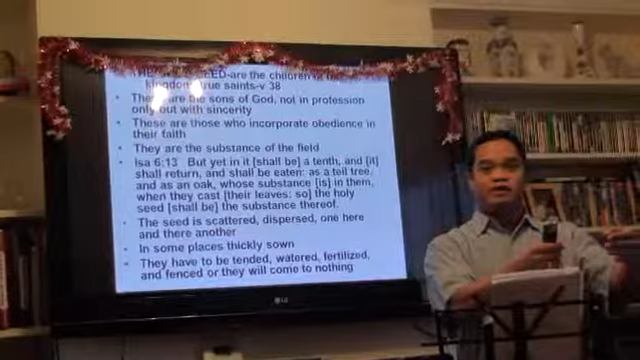 SEED-are the children of the
kingdom, true saints-v 38
• They are the sons of God, not in profession
only but with sincerity
• These are those who incorporate obedience in
their faith
• They are the substance of the field
• Isa 6:13 But yet in it [shall be] a tenth, and [it]
shall return, and shall be eaten: as a teil tree,
and as an oak, whose substance [is] in them,
when they cast [their leaves: so] the holy
seed [shall be] the substance thereof.
• The seed is scattered, dispersed, one here
and there another
• In some places thickly sown
• They have to be tended, watered, fertilized,
and fenced or they will come to nothing
LG